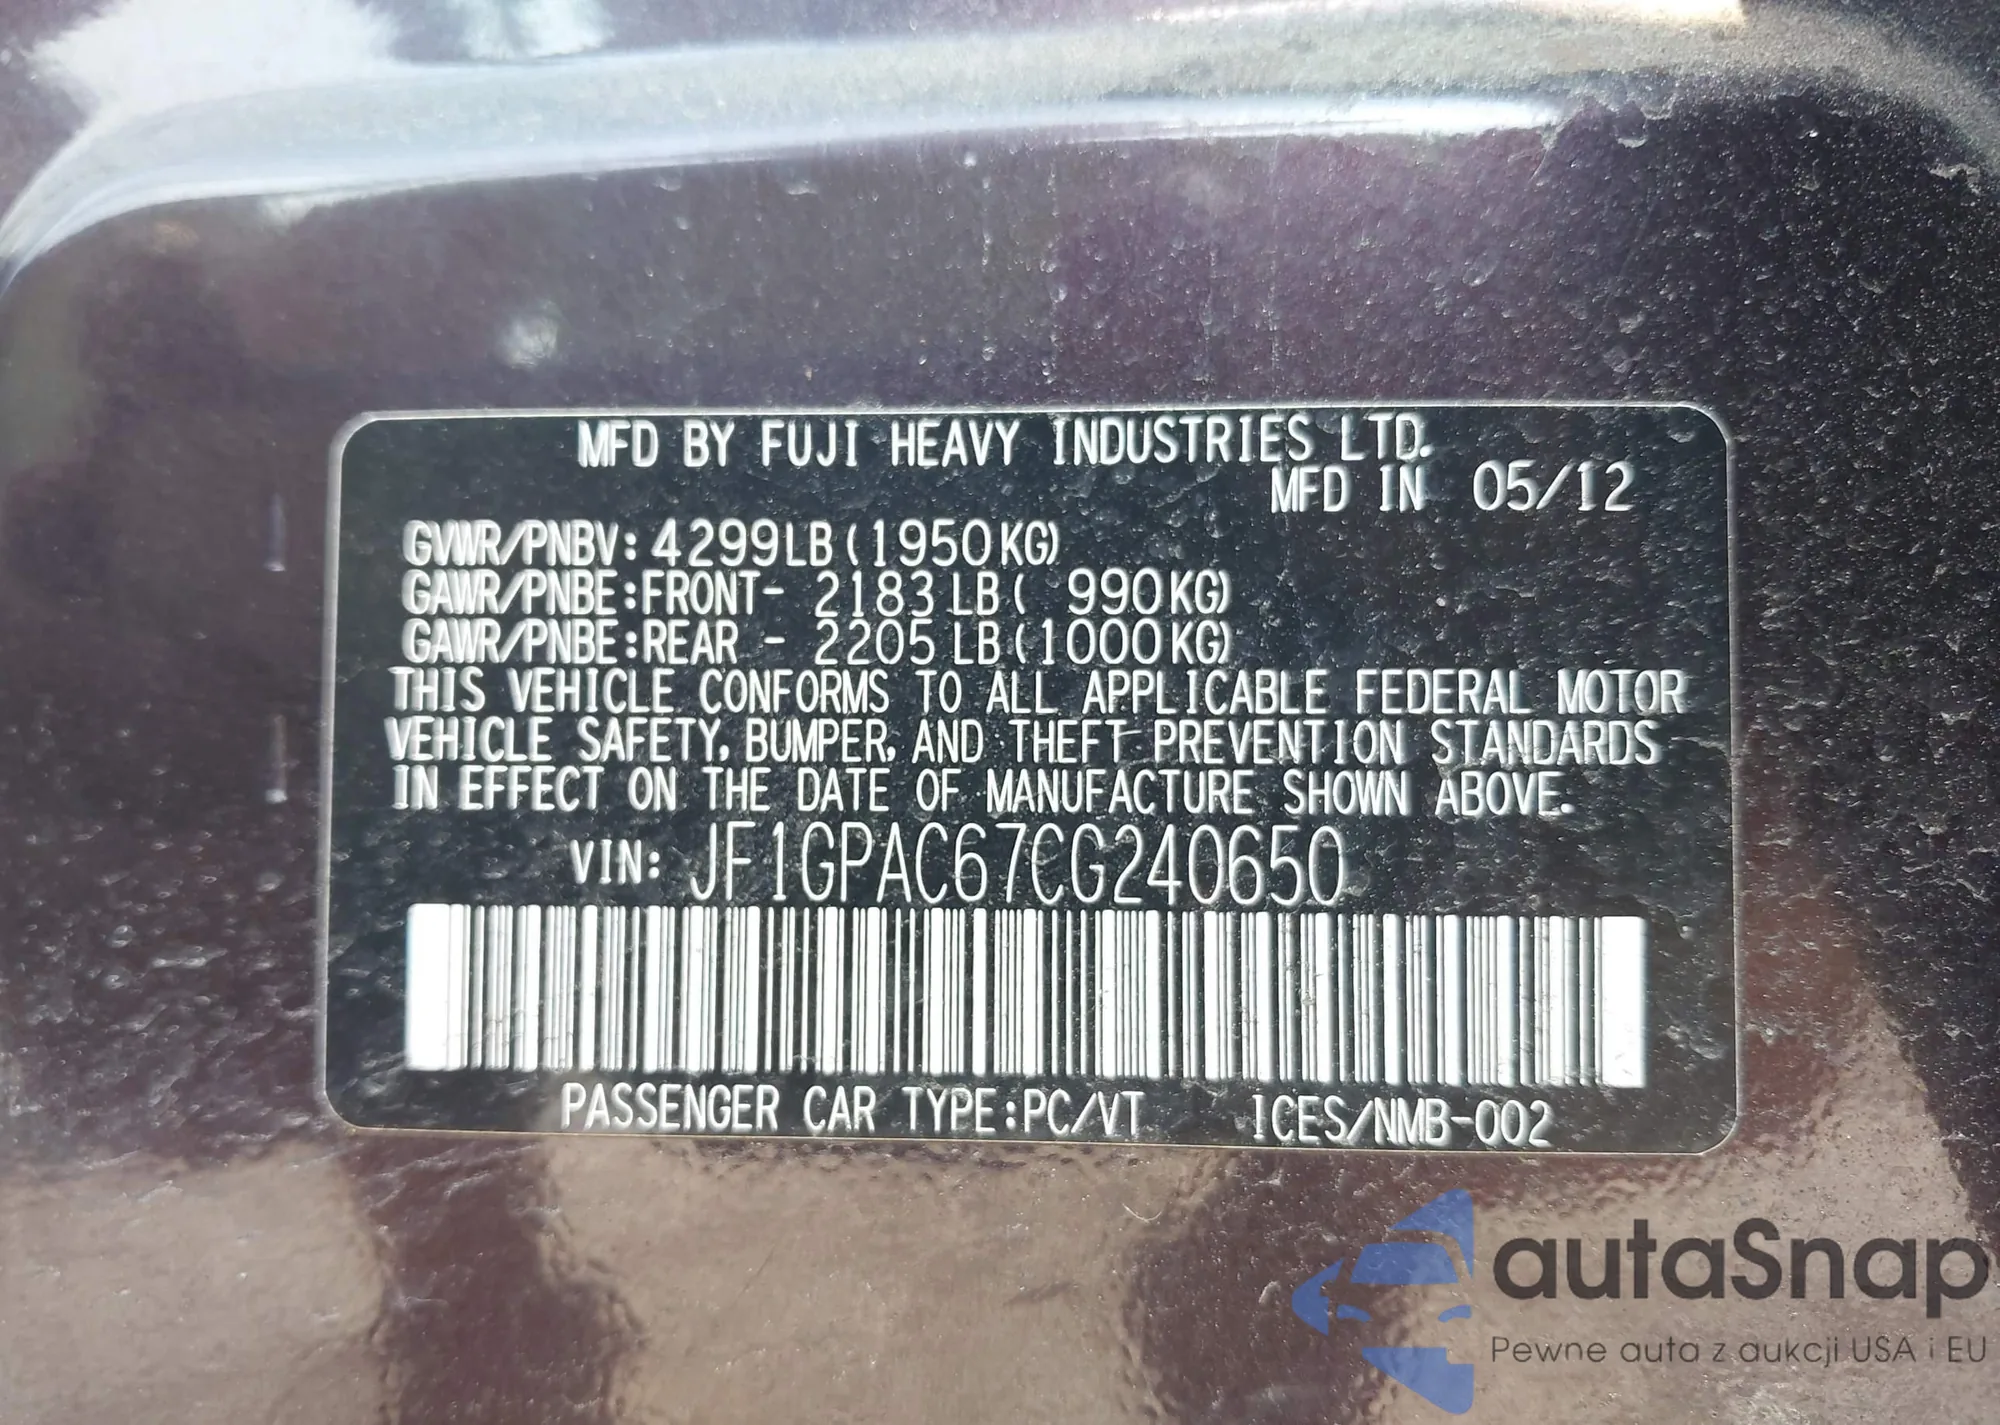 MFD BY FUJI HEAVY INDUSTRIES LTD.
MFD IN 05/12
GVWR/PNBV: 4299LB(1950KG)
GAWR/PNBE:FRONT- 2183LB( 990KG)
GAWR/PNBE:REAR - 2205LB(1000KG)
THIS VEHICLE CONFORMS TO ALL APPLICABLE FEDERAL MOTOR
VEHICLE SAFETY, BUMPER, AND THEFT PREVENTION STANDARDS
IN EFFECT ON THE DATE OF MANUFACTURE SHOWN ABOVE.
VIN: JF1GPAC67CG240650
PASSENGER CAR TYPE:PC/VT ICES/NMB-002
autaSnap
Pewne auta z aukcji USA i EU